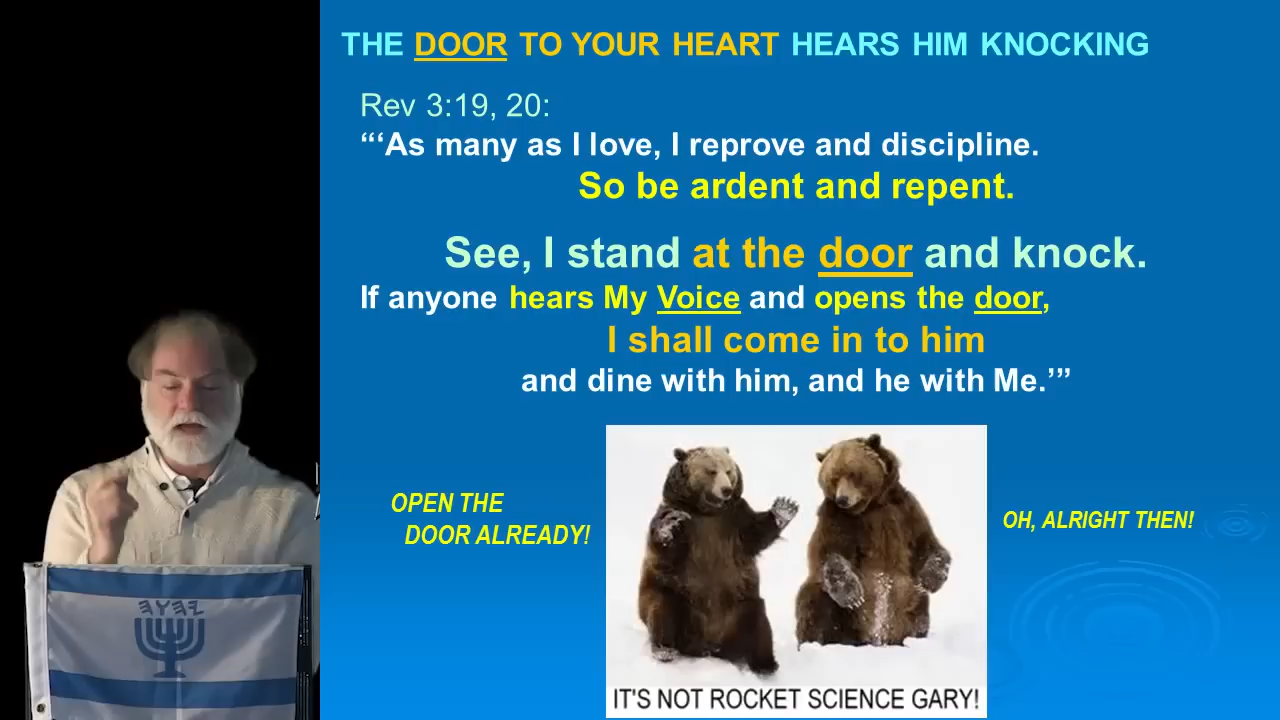 THE DOOR TO YOUR HEART HEARS HIM KNOCKING
Rev 3:19, 20:
“‘As many as I love, I reprove and discipline.
So be ardent and repent.
See, I stand at the door and knock.
If anyone hears My Voice and opens the door,
I shall come in to him
and dine with him, and he with Me.’”
OPEN THE
DOOR ALREADY!
OH, ALRIGHT THEN!
IT'S NOT ROCKET SCIENCE GARY!
𐤉𐤄𐤅𐤄